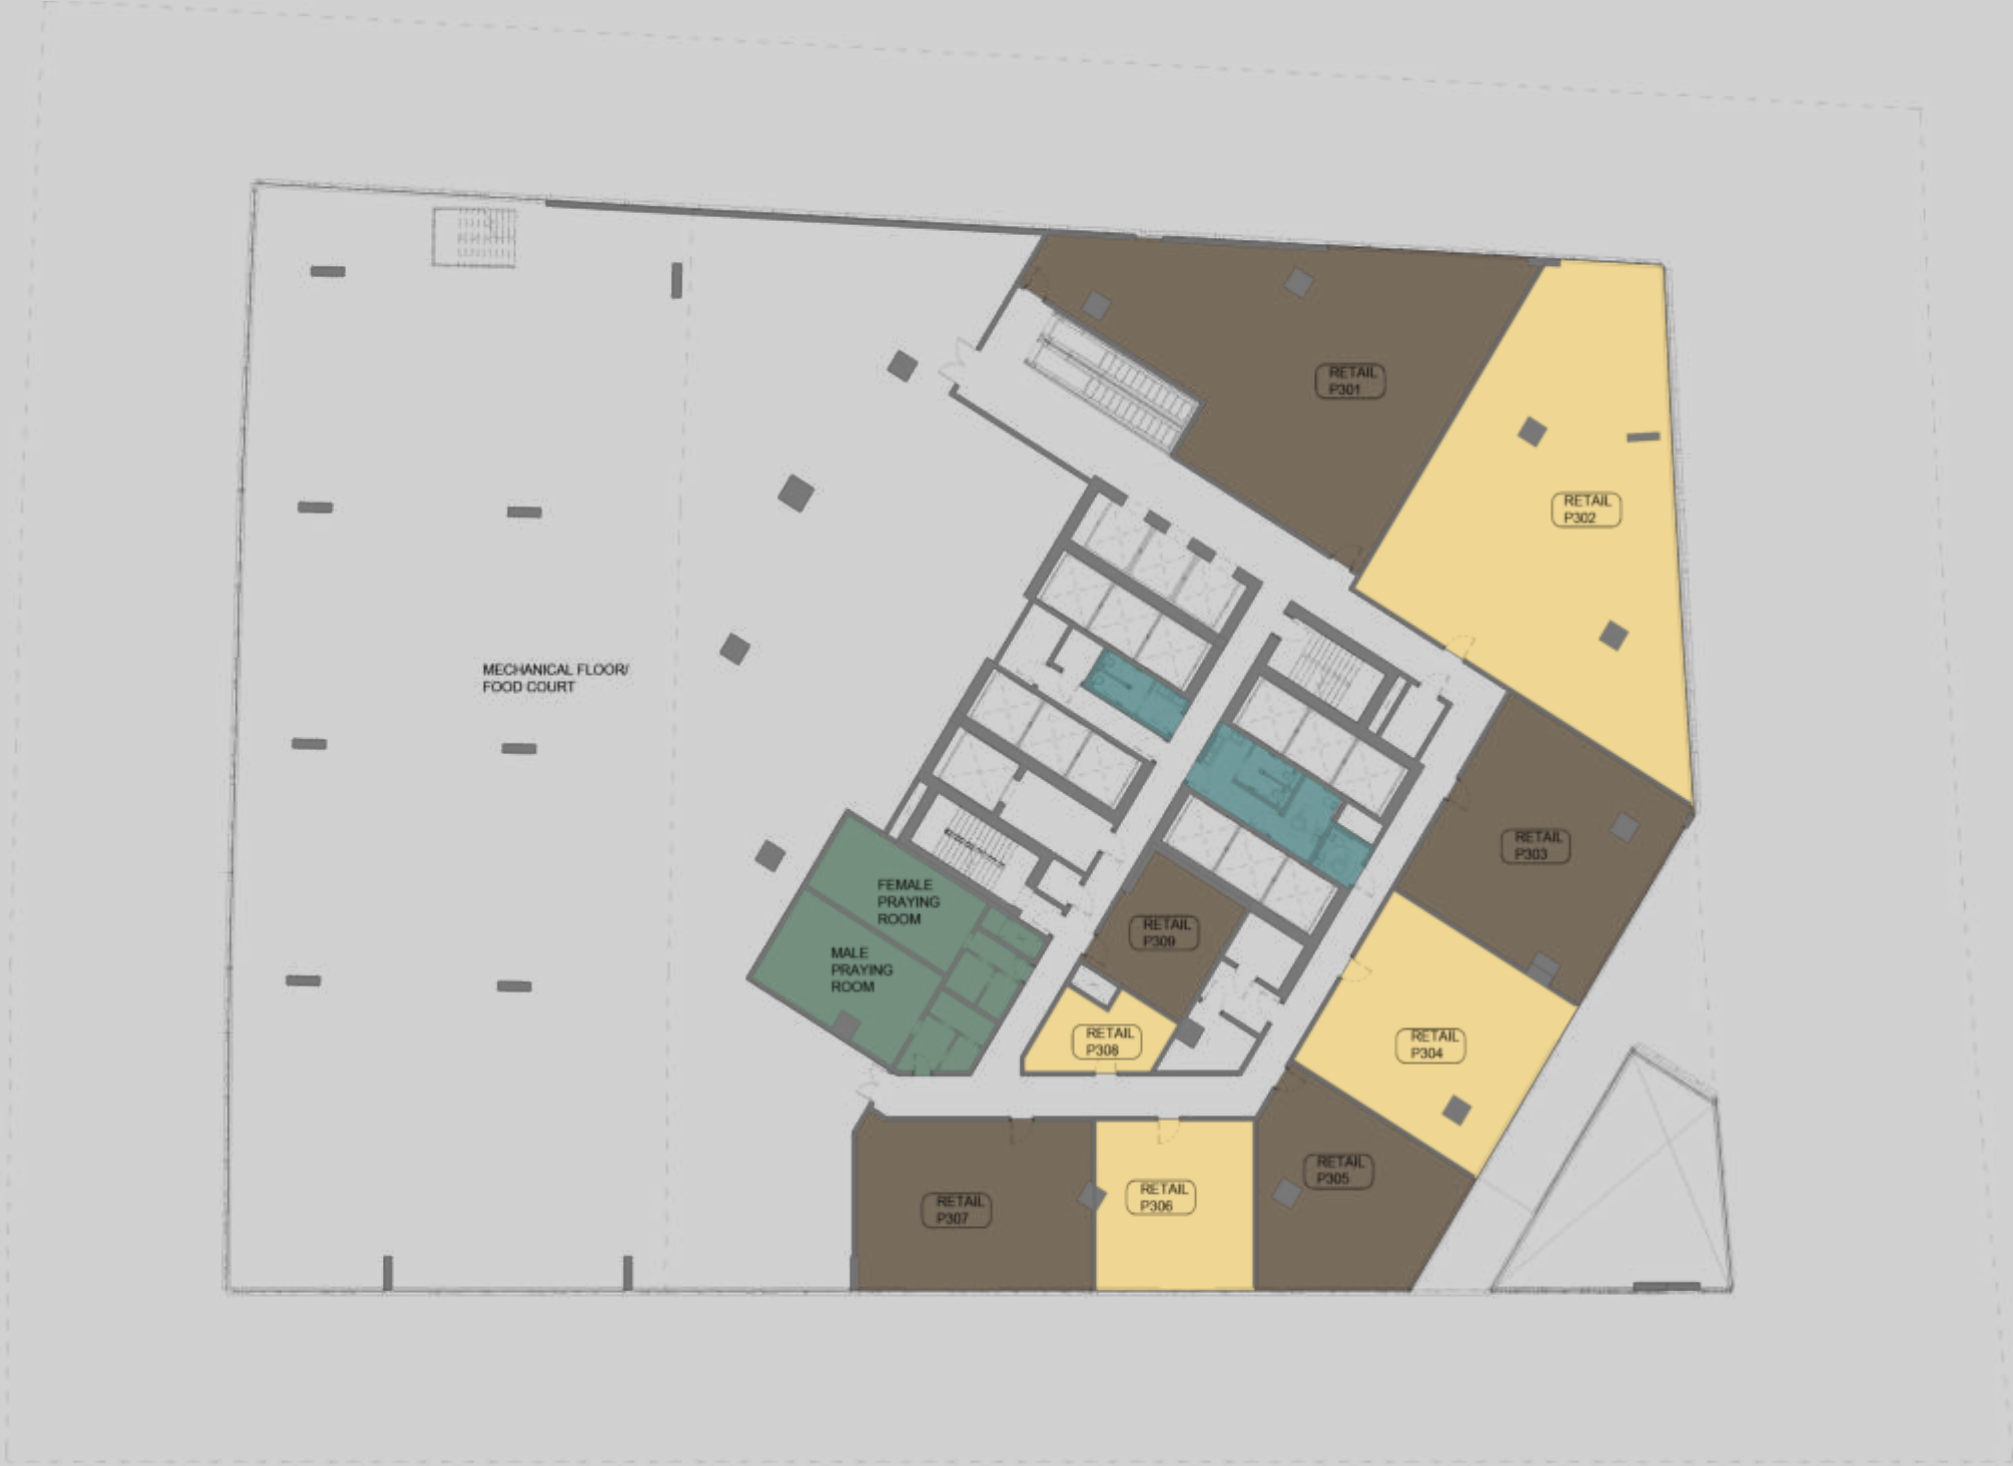 RETAIL
P301
RETAIL
P302
MECHANICAL FLOOR/
FOOD COURT
RETAIL
P303
FEMALE
PRAYING
ROOM
RETAIL
P309
MALE
PRAYING
ROOM
RETAIL
P308
RETAIL
P304
RETAIL
P305
RETAIL
P306
RETAIL
P307